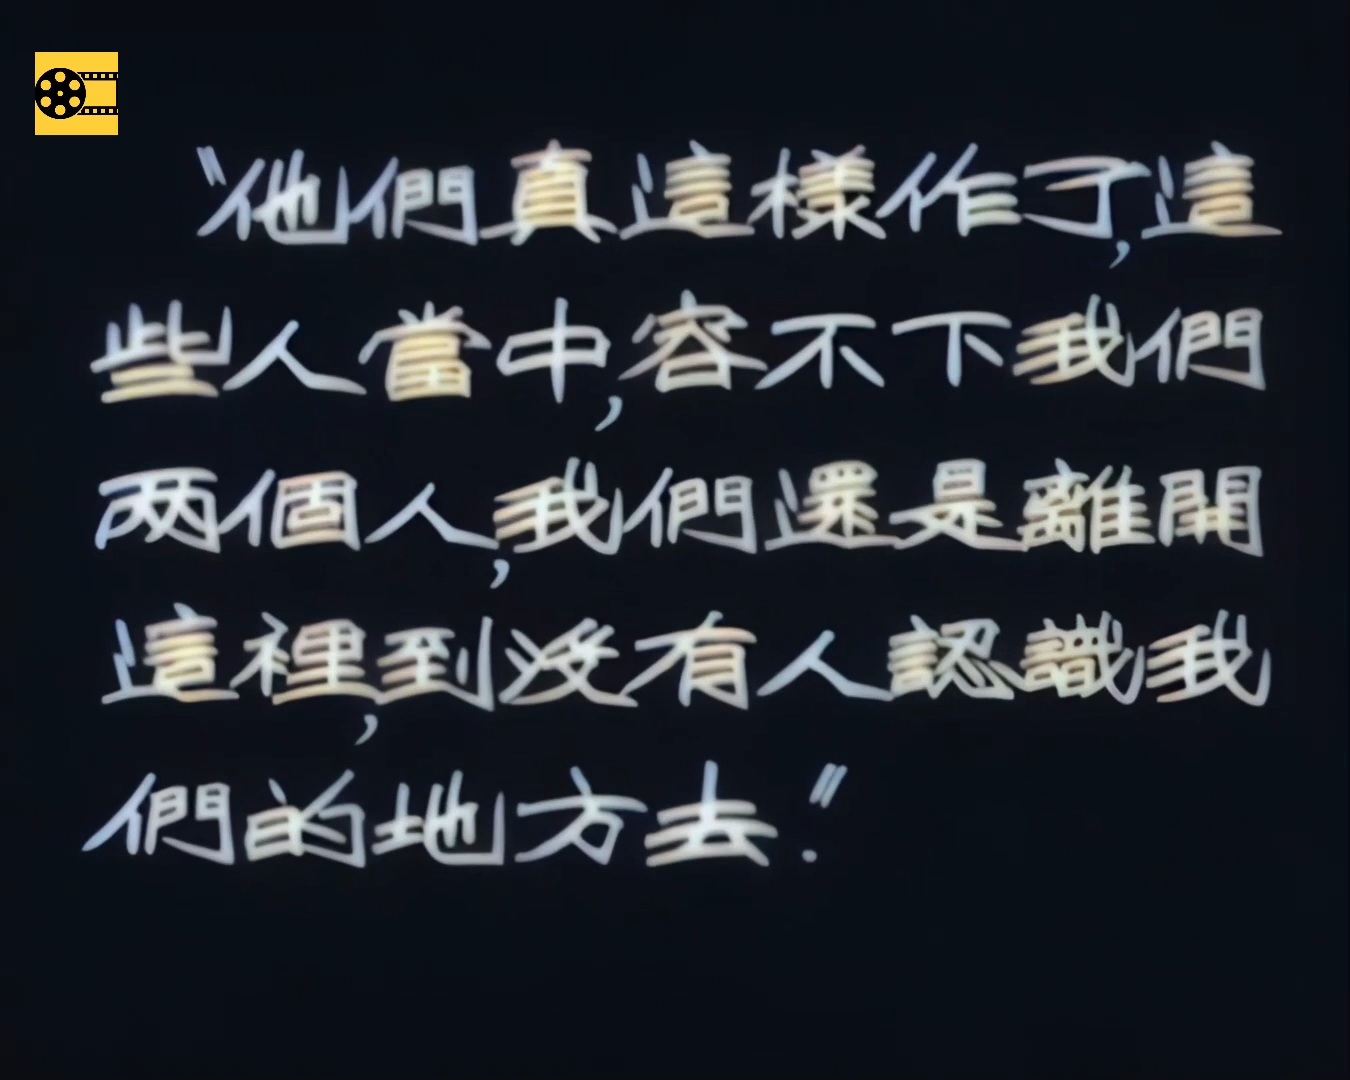 "他們真這樣作了,這
些人當中,容不下我們
两個人,我們還是離開
這裡,到没有人認識我
們的地方去."